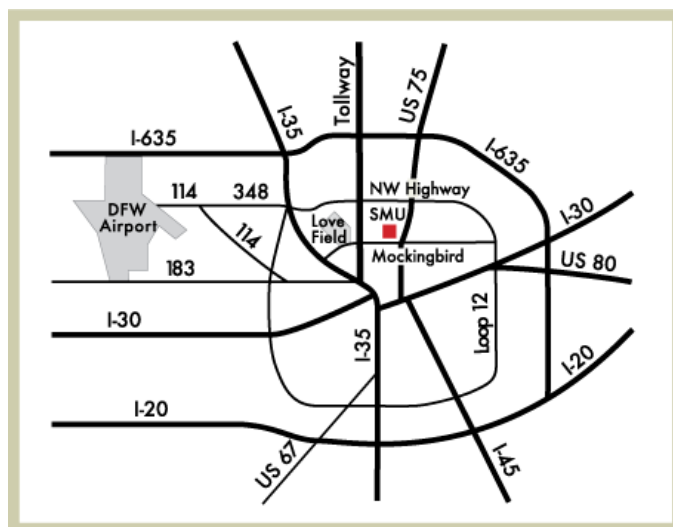 Tollway
US 75
I-35
I-635
I-635
114
348
NW Highway
I-30
DFW
Airport
Love
Field
SMU
114
Mockingbird
US 80
183
I-30
I-35
Loop 12
I-20
I-20
US 67
I-45